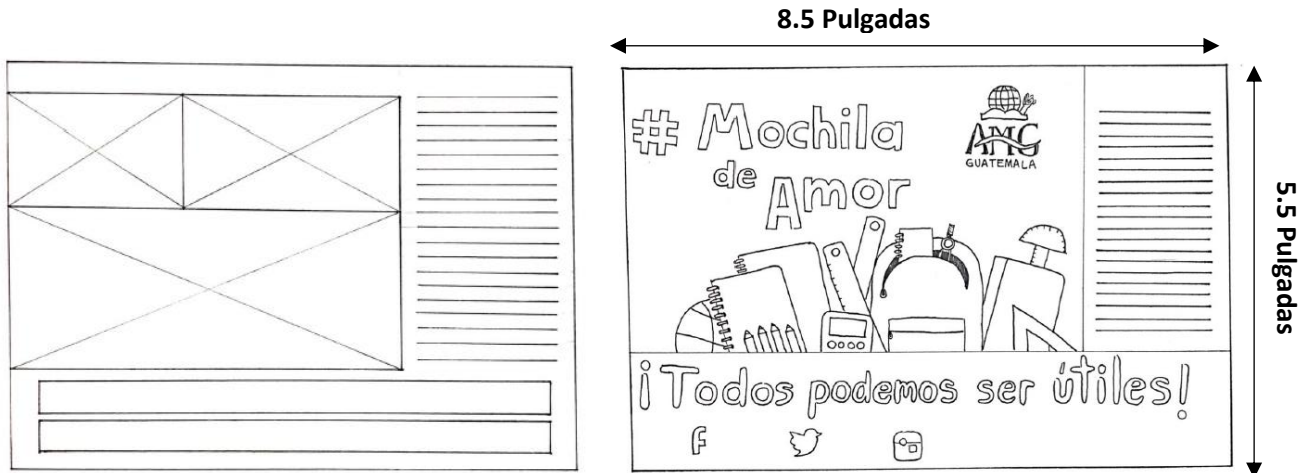 8.5 Pulgadas
# Mochila
de
Amor
AMG
GUATEMALA
5.5 Pulgadas
¡Todos podemos ser útiles!
f